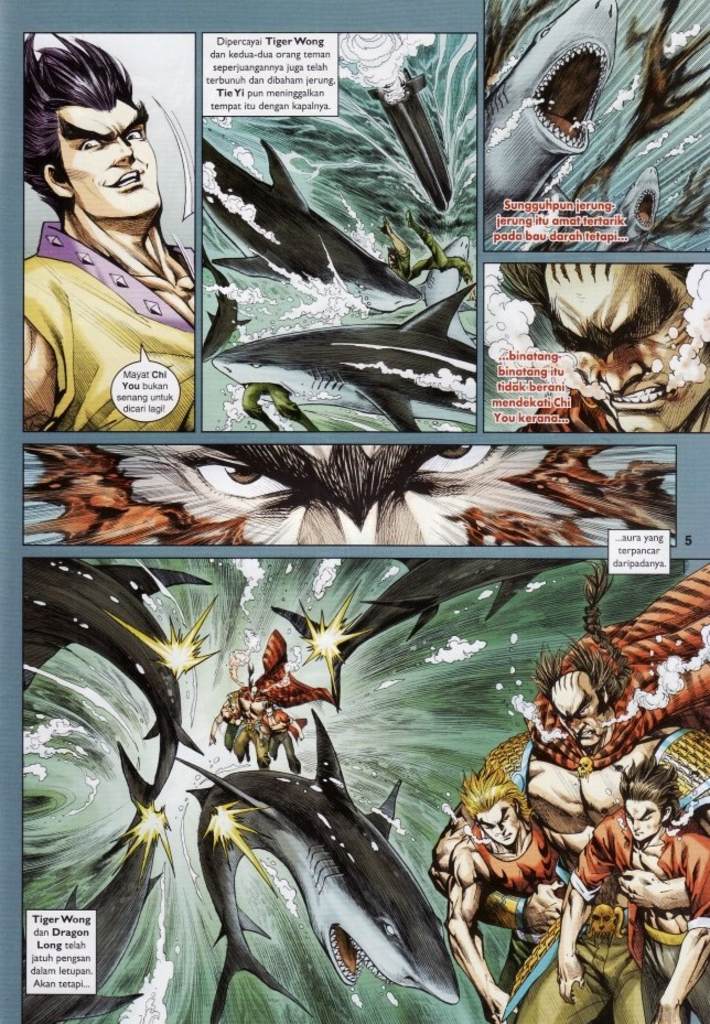 Dipercayai Tiger Wong
dan kedua-dua orang teman
seperjuangannya juga telah
terbunuh dan dibaham jerung,
Tie Yi pun meninggalkan
tempat itu dengan kapalnya.
Mayat Chi
You bukan
senang untuk
dicari lagi!
Sungguhpun jerung-
jerung itu amat tertarik
pada bau darah tetapi...
...binatang-
binatang itu
tidak berani
mendekati Chi
You kerana...
...aura yang
terpancar
daripadanya.
5
Tiger Wong
dan Dragon
Long telah
jatuh pengsan
dalam letupan.
Akan tetapi...